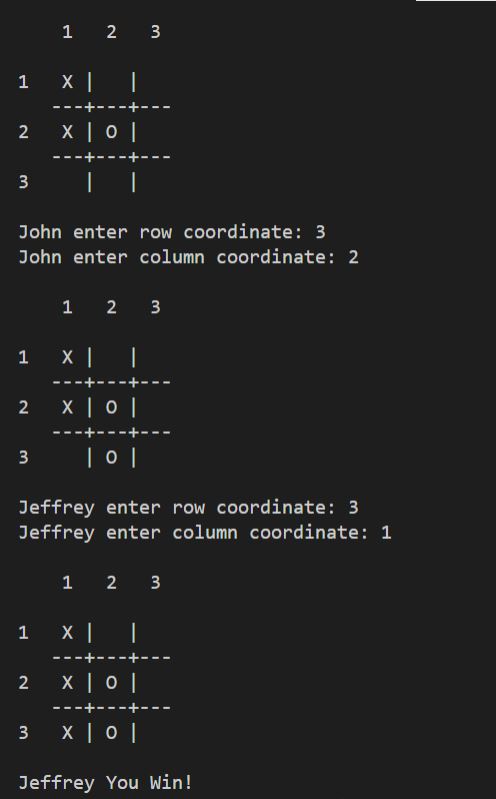 1   2   3

1   X |   |
   ---+---+---
2   X | O |
   ---+---+---
3     |   |

John enter row coordinate: 3
John enter column coordinate: 2

    1   2   3

1   X |   |
   ---+---+---
2   X | O |
   ---+---+---
3     | O |

Jeffrey enter row coordinate: 3
Jeffrey enter column coordinate: 1

    1   2   3

1   X |   |
   ---+---+---
2   X | O |
   ---+---+---
3   X | O |

Jeffrey You Win!